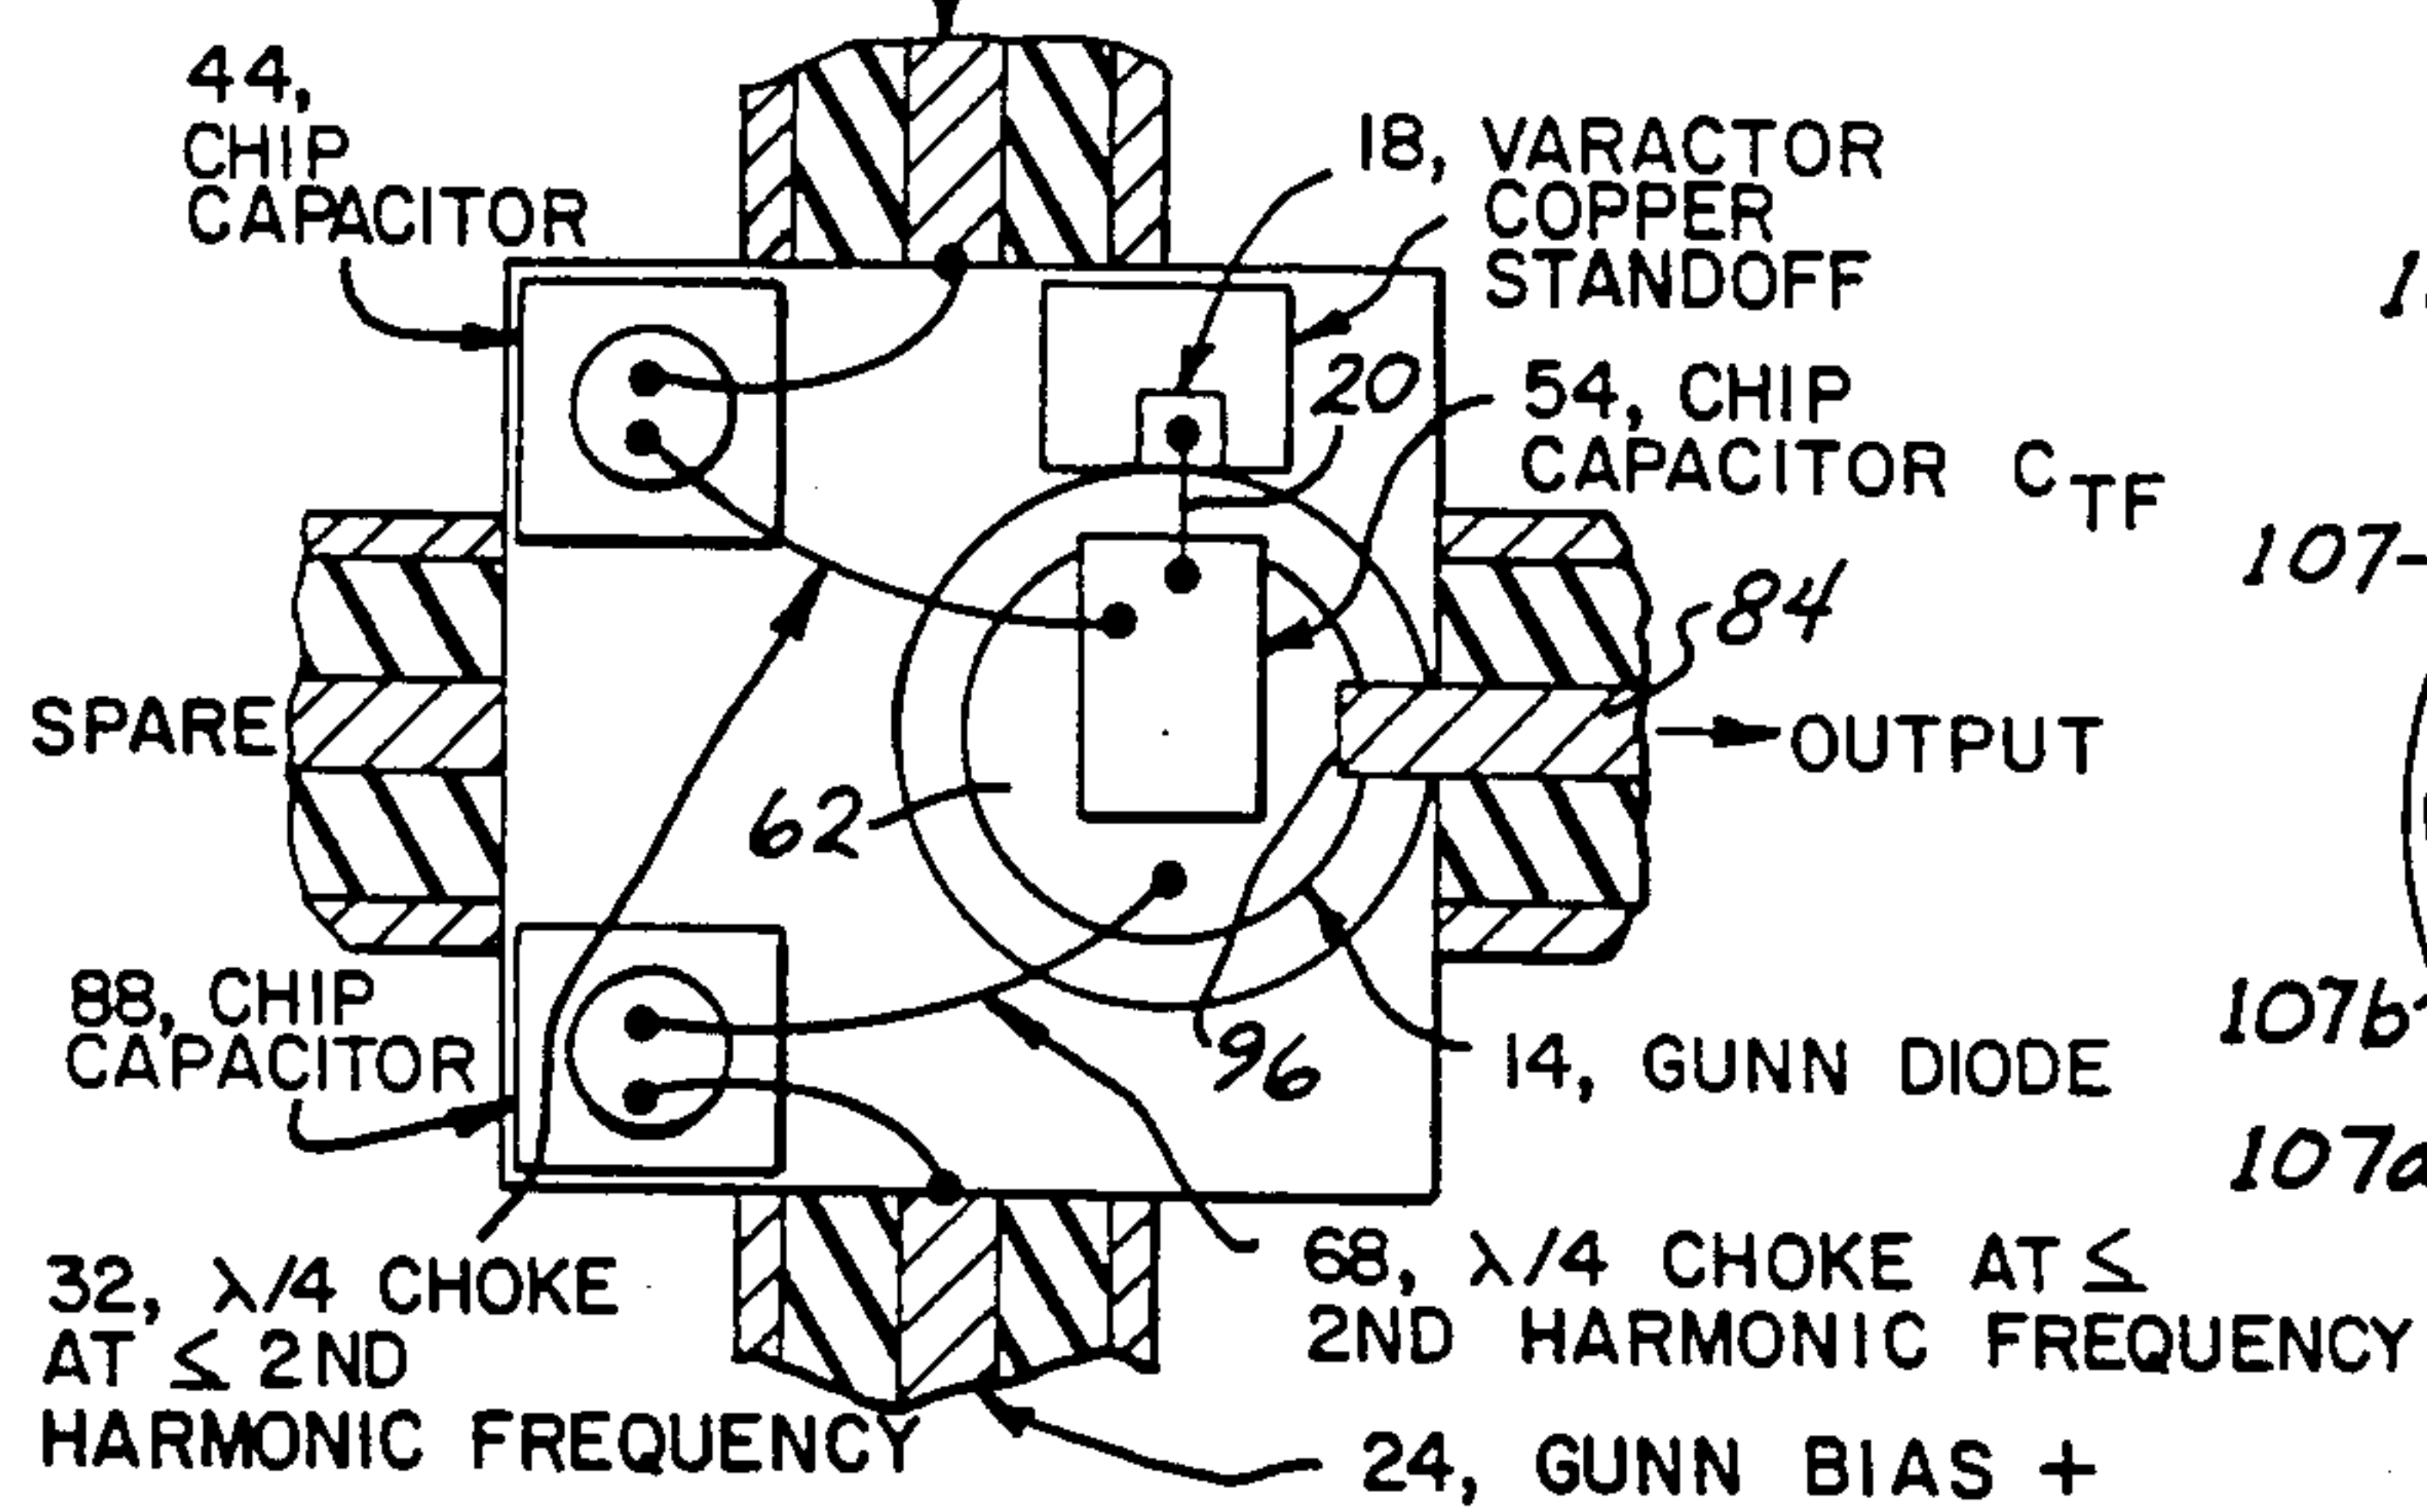 44,
CHIP
CAPACITOR
18, VARACTOR
COPPER
STANDOFF
20
54, CHIP
CAPACITOR C TF
107
84
SPARE
OUTPUT
62
88, CHIP
CAPACITOR
96
14, GUNN DIODE
107b
107a
32, λ/4 CHOKE
AT ≤ 2ND
HARMONIC FREQUENCY
68, λ/4 CHOKE AT ≤
2ND HARMONIC FREQUENCY
24, GUNN BIAS +